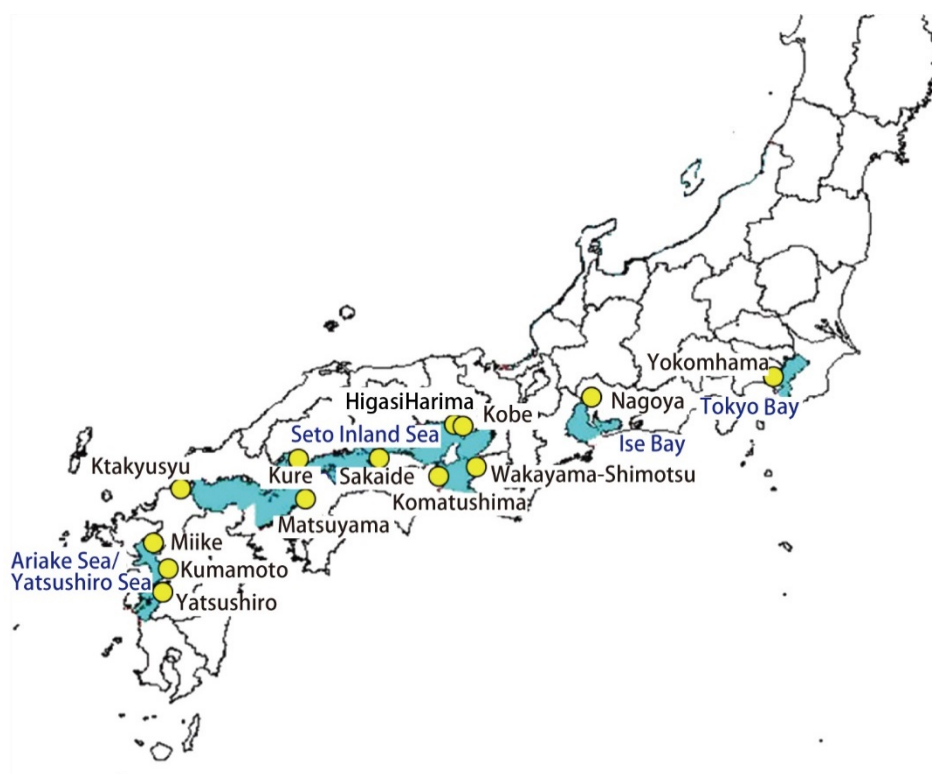 Yokomhama
HigasiHarima
Kobe
Nagoya
Tokyo Bay
Seto Inland Sea
Ise Bay
Ktakyusyu
Kure
Sakaide
Wakayama-Shimotsu
Komatushima
Matsuyama
Miike
Ariake Sea/
Yatsushiro Sea
Kumamoto
Yatsushiro